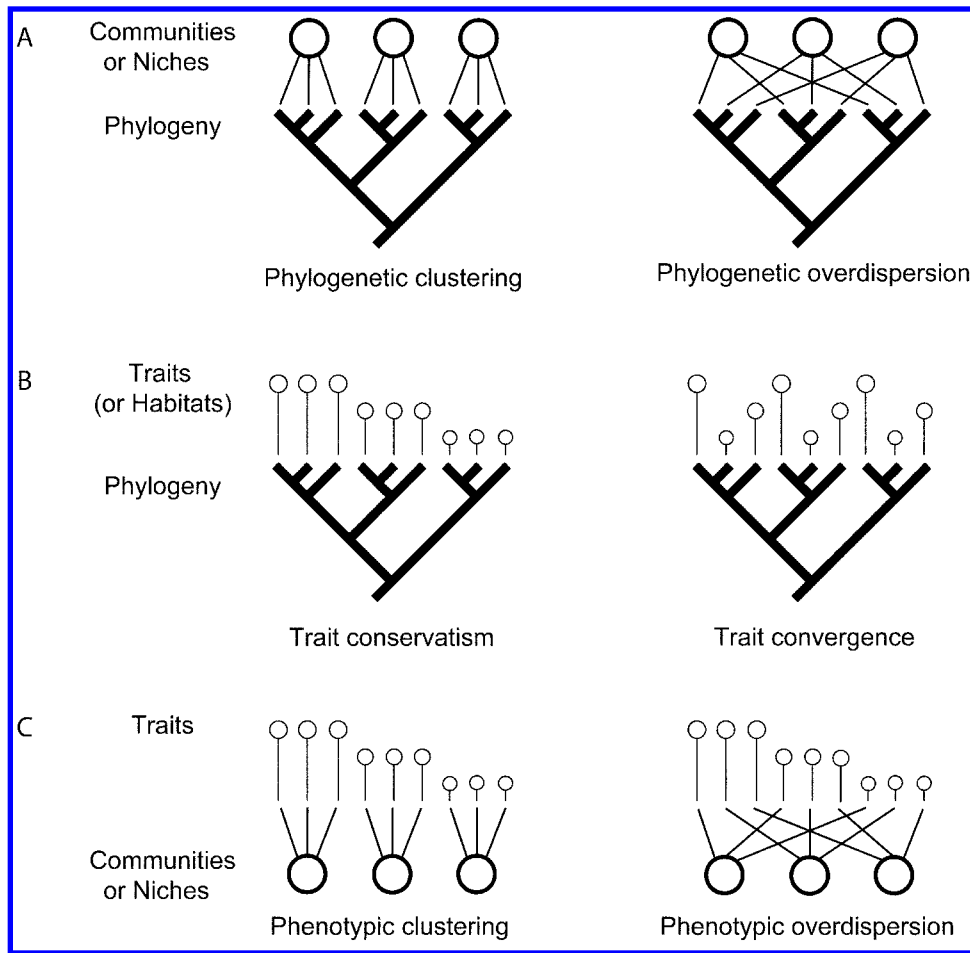 A
Communities
or Niches
Phylogeny
Phylogenetic clustering
Phylogenetic overdispersion
B
Traits
(or Habitats)
Phylogeny
Trait conservatism
Trait convergence
C
Traits
Communities
or Niches
Phenotypic clustering
Phenotypic overdispersion